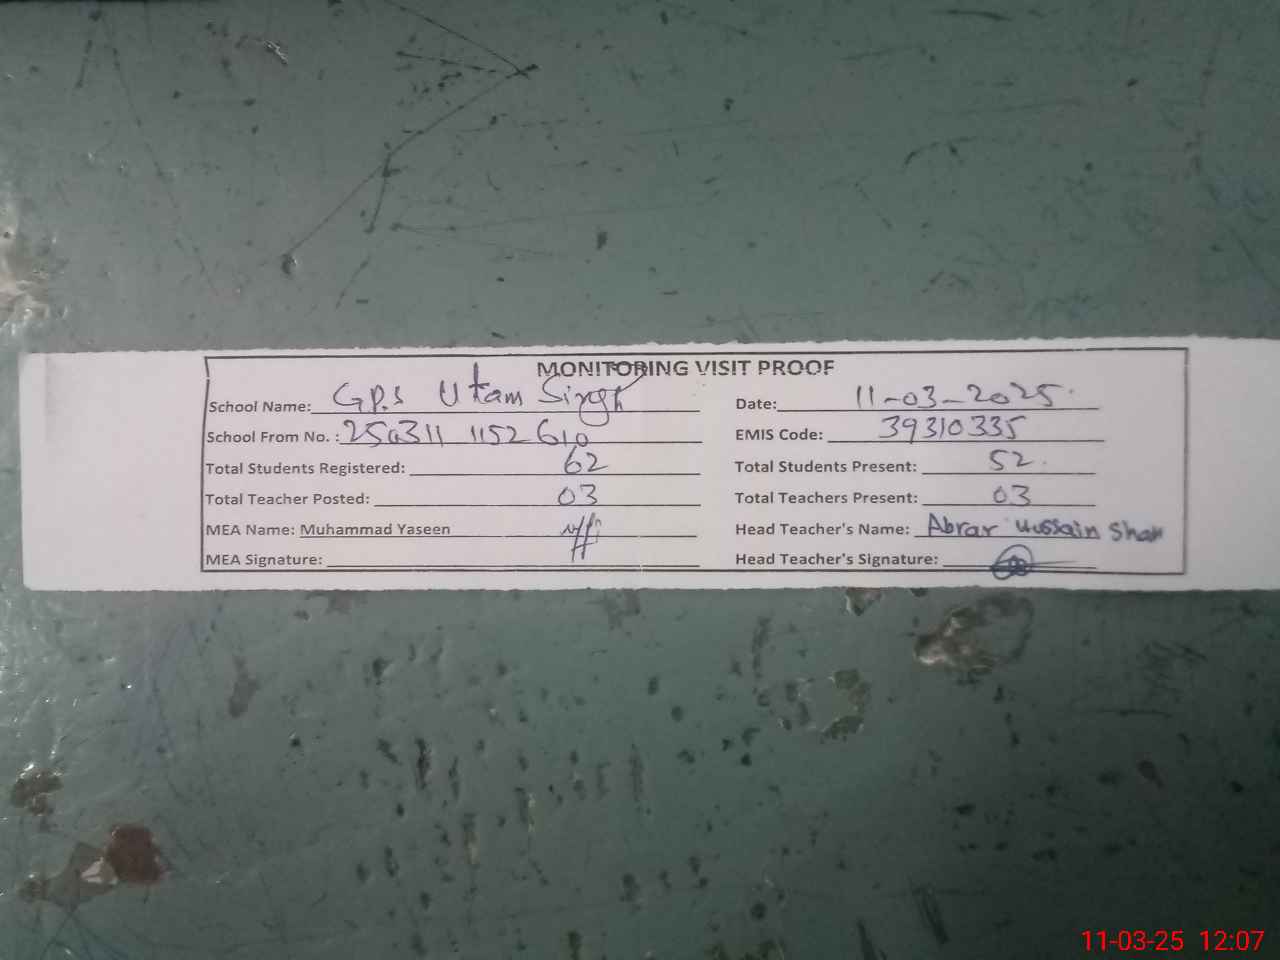 MONITORING VISIT PROOF
School Name: G.P.S Utam Singh Date: 11-03-2025.
School From No. : 250311 1152610 EMIS Code: 39310335
Total Students Registered: 62 Total Students Present: 52.
Total Teacher Posted: 03 Total Teachers Present: 03
MEA Name: Muhammad Yaseen Head Teacher's Name: Abrar Hussain Shah
MEA Signature: Head Teacher's Signature:
11-03-25 12:07